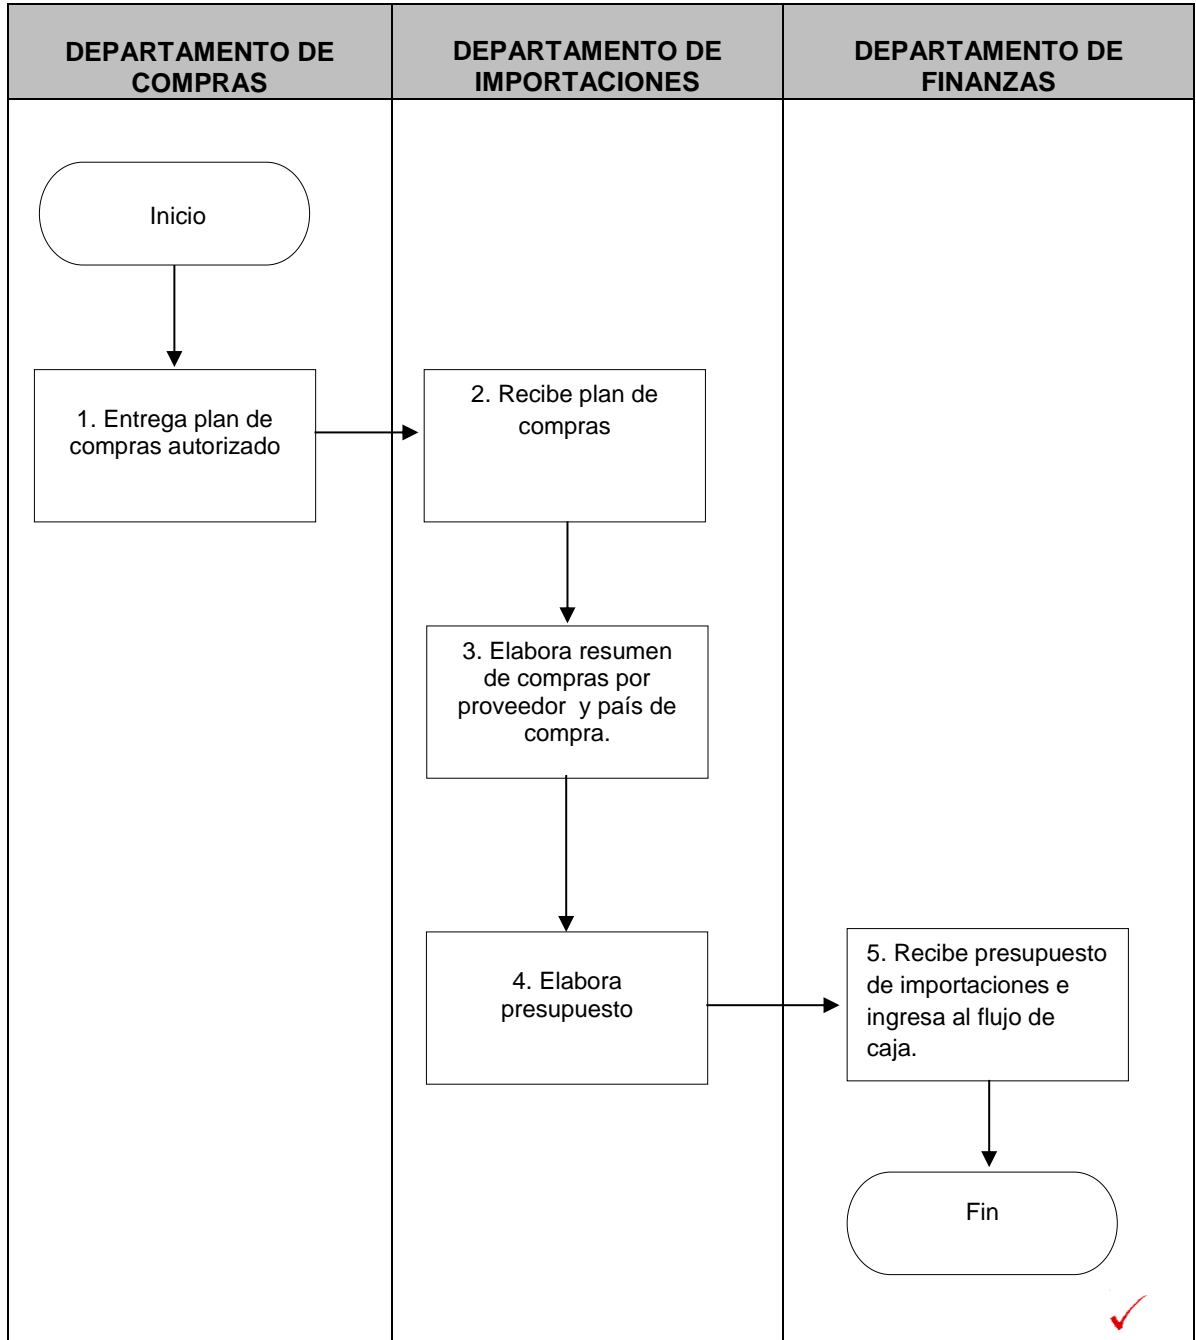 DEPARTAMENTO DE
COMPRAS
DEPARTAMENTO DE
IMPORTACIONES
DEPARTAMENTO DE
FINANZAS
Inicio
1. Entrega plan de
compras autorizado
2. Recibe plan de
compras
3. Elabora resumen
de compras por
proveedor y país de
compra.
4. Elabora
presupuesto
5. Recibe presupuesto
de importaciones e
ingresa al flujo de
caja.
Fin